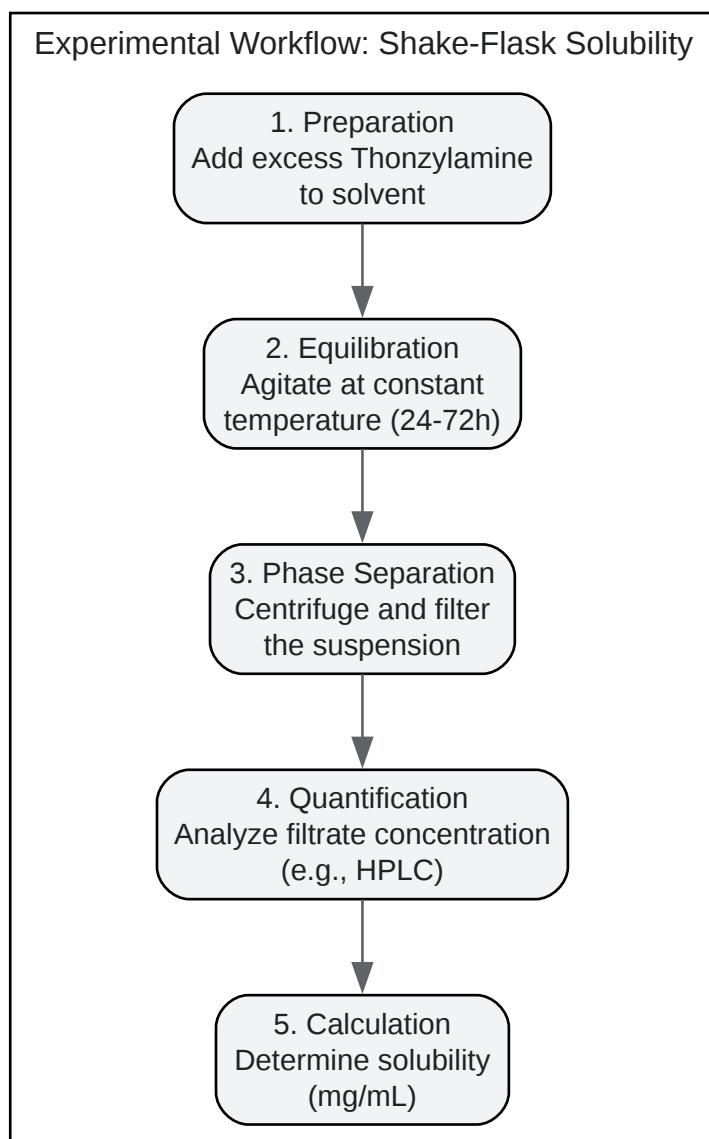 Experimental Workflow: Shake-Flask Solubility
1. Preparation
Add excess Thonzylamine
to solvent
2. Equilibration
Agitate at constant
temperature (24-72h)
3. Phase Separation
Centrifuge and filter
the suspension
4. Quantification
Analyze filtrate concentration
(e.g., HPLC)
5. Calculation
Determine solubility
(mg/mL)